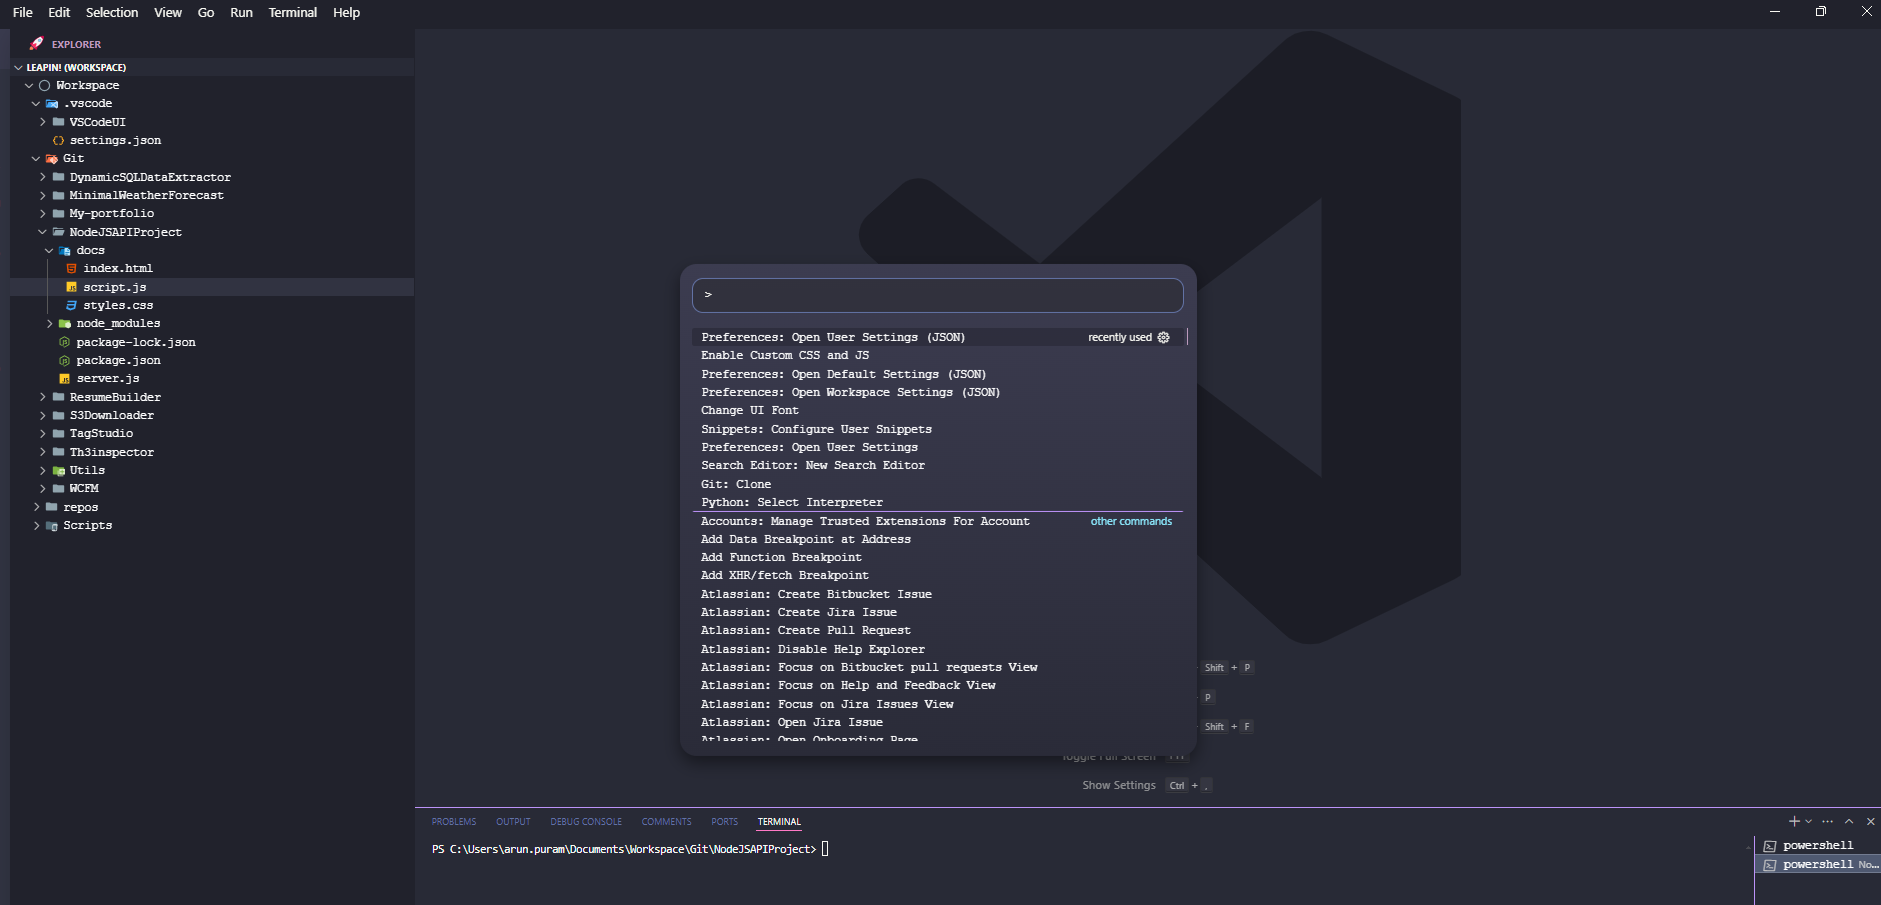 File Edit Selection View Go Run Terminal Help
EXPLORER
LEAPIN! (WORKSPACE)
Workspace
.vscode
VSCodeUI
settings.json
Git
DynamicSQLDataExtractor
MinimalWeatherForecast
My-portfolio
NodeJSAPIProject
docs
index.html
script.js
styles.css
node_modules
package-lock.json
package.json
server.js
ResumeBuilder
S3Downloader
TagStudio
Th3inspector
Utils
WCFM
repos
Scripts
>
Preferences: Open User Settings (JSON) recently used
Enable Custom CSS and JS
Preferences: Open Default Settings (JSON)
Preferences: Open Workspace Settings (JSON)
Change UI Font
Snippets: Configure User Snippets
Preferences: Open User Settings
Search Editor: New Search Editor
Git: Clone
Python: Select Interpreter
Accounts: Manage Trusted Extensions For Account other commands
Add Data Breakpoint at Address
Add Function Breakpoint
Add XHR/fetch Breakpoint
Atlassian: Create Bitbucket Issue
Atlassian: Create Jira Issue
Atlassian: Create Pull Request
Atlassian: Disable Help Explorer
Atlassian: Focus on Bitbucket pull requests View
Atlassian: Focus on Help and Feedback View
Atlassian: Focus on Jira Issues View
Atlassian: Open Jira Issue
Atlassian: Open Onboarding Page
Shift + P
P
Shift + F
Toggle Full Screen F11
Show Settings Ctrl + ,
PROBLEMS OUTPUT DEBUG CONSOLE COMMENTS PORTS TERMINAL
PS C:\Users\arun.puram\Documents\Workspace\Git\NodeJSAPIProject>
powershell
powershell No...